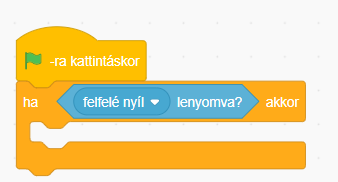 -ra kattintáskor
ha felfelé nyíl lenyomva? akkor